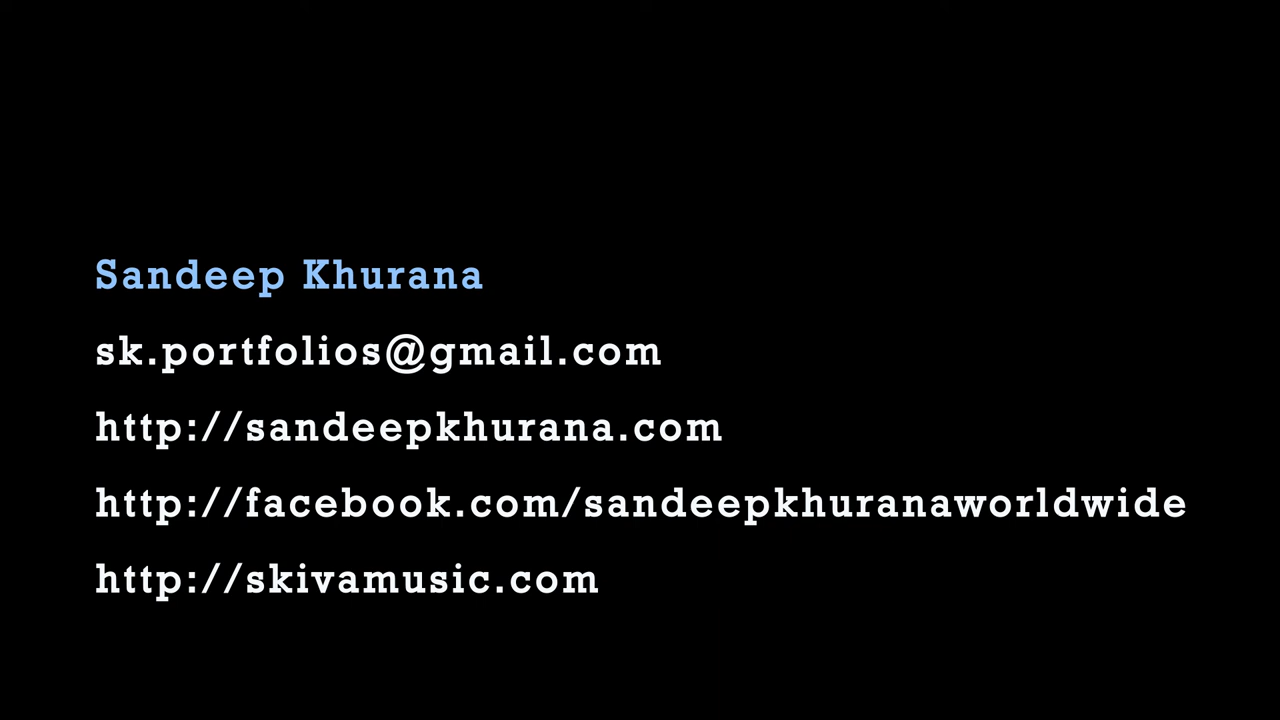 Sandeep Khurana
sk.portfolios@gmail.com
http://sandeepkhurana.com
http://facebook.com/sandeepkhuranaworldwide
http://skivamusic.com